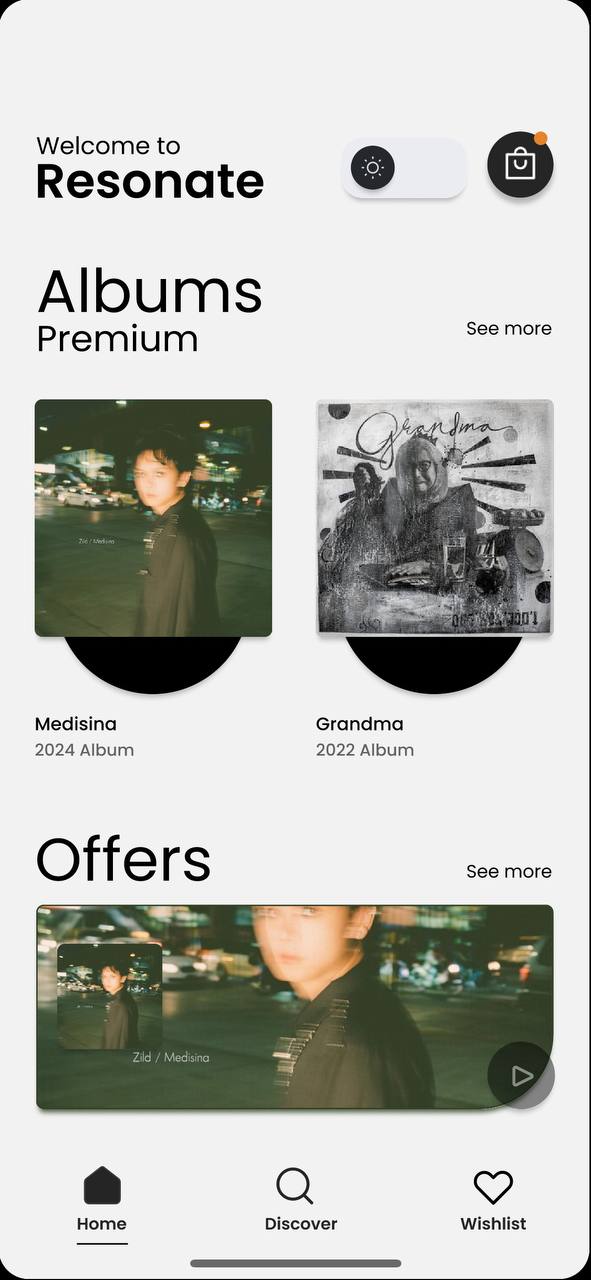 Welcome to
Resonate
Albums
Premium
See more
Zild / Medisina
Grandma
Medisina
2024 Album
Grandma
2022 Album
Offers
See more
Zild / Medisina
Home
Discover
Wishlist